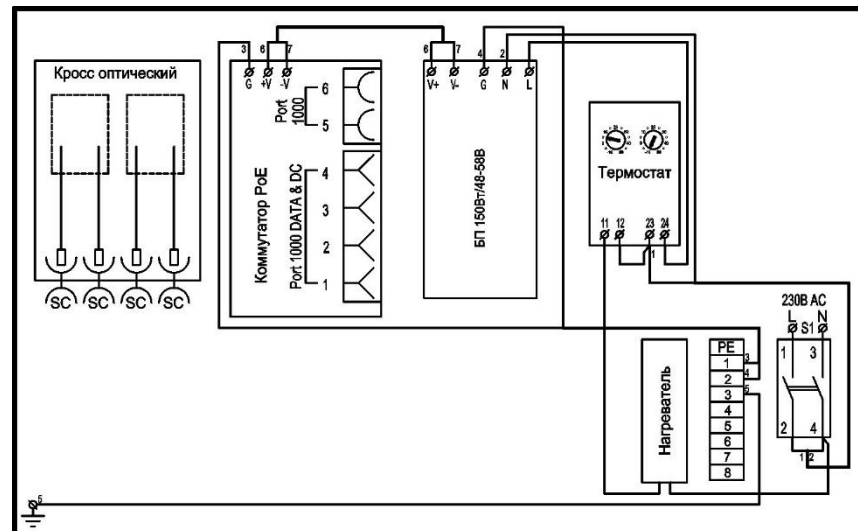 Кросс оптический
SC SC SC SC
3 6 7
G +V -V
Коммутатор PoE
Port 1000
6
5
Port 1000 DATA & DC
4
3
2
1
6 7 4 2 1
V+ V- G N L
БП 150Вт/48-58В
Термостат
11 12 23 24
1
230В AC
L N
S1
1 3
2 4
1 2
Нагреватель
PE
1 3
2 4
3 5
4
5
6
7
8
5